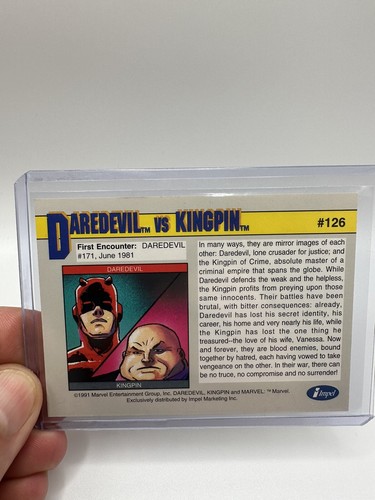 DAREDEVIL™ VS KINGPIN™
#126
First Encounter: DAREDEVIL
#171, June 1981
DAREDEVIL
KINGPIN
In many ways, they are mirror images of each
other: Daredevil, lone crusader for justice; and
the Kingpin of Crime, absolute master of a
criminal empire that spans the globe. While
Daredevil defends the weak and the helpless,
the Kingpin profits from preying upon those
same innocents. Their battles have been
brutal, with bitter consequences: already,
Daredevil has lost his secret identity, his
career, his home and very nearly his life, while
the Kingpin has lost the one thing he
treasured--the love of his wife, Vanessa. Now
and forever, they are blood enemies, bound
together by hatred, each having vowed to take
vengeance on the other. In their war, there can
be no truce, no compromise and no surrender!
©1991 Marvel Entertainment Group, Inc. DAREDEVIL, KINGPIN and MARVEL: ™ Marvel.
Exclusively distributed by Impel Marketing Inc.
impel